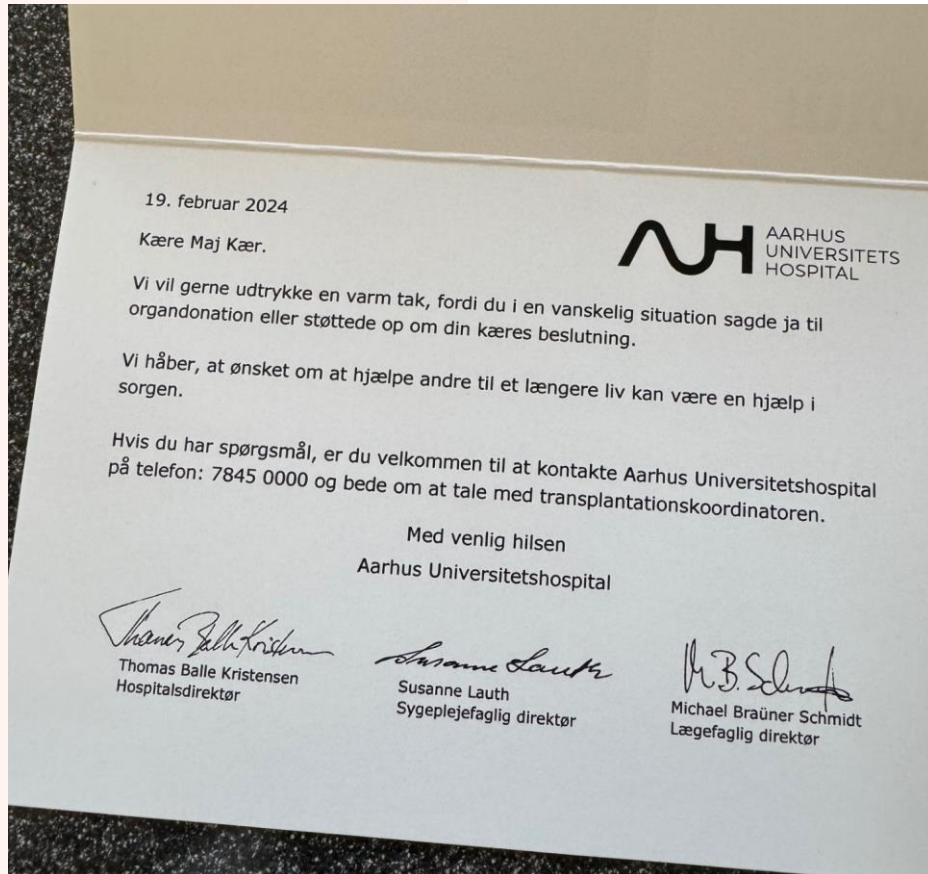 19. februar 2024
AARHUS
UNIVERSITETS
HOSPITAL
Kære Maj Kær.
Vi vil gerne udtrykke en varm tak, fordi du i en vanskelig situation sagde ja til
organdonation eller støttede op om din kæres beslutning.
Vi håber, at ønsket om at hjælpe andre til et længere liv kan være en hjælp i
sorgen.
Hvis du har spørgsmål, er du velkommen til at kontakte Aarhus Universitetshospital
på telefon: 7845 0000 og bede om at tale med transplantationskoordinatoren.
Med venlig hilsen
Aarhus Universitetshospital
Thomas Balle Kristensen
Hospitalsdirektør
Susanne Lauth
Susanne Lauth
Sygeplejefaglig direktør
M B. Schmidt
Michael Braüner Schmidt
Lægefaglig direktør